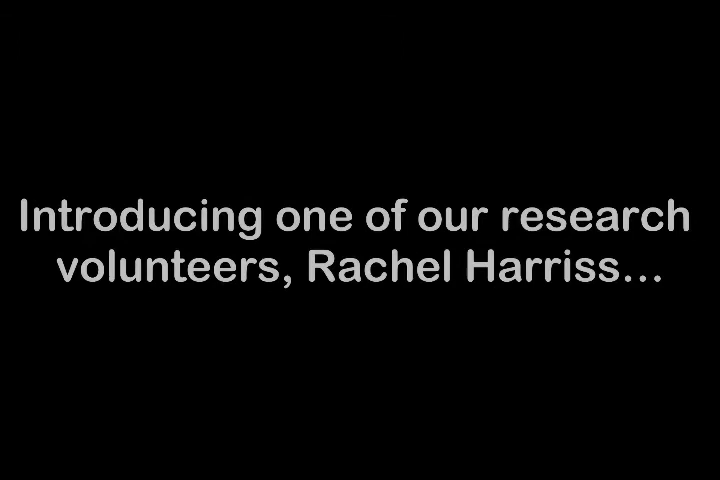 Introducing one of our research
volunteers, Rachel Harriss...